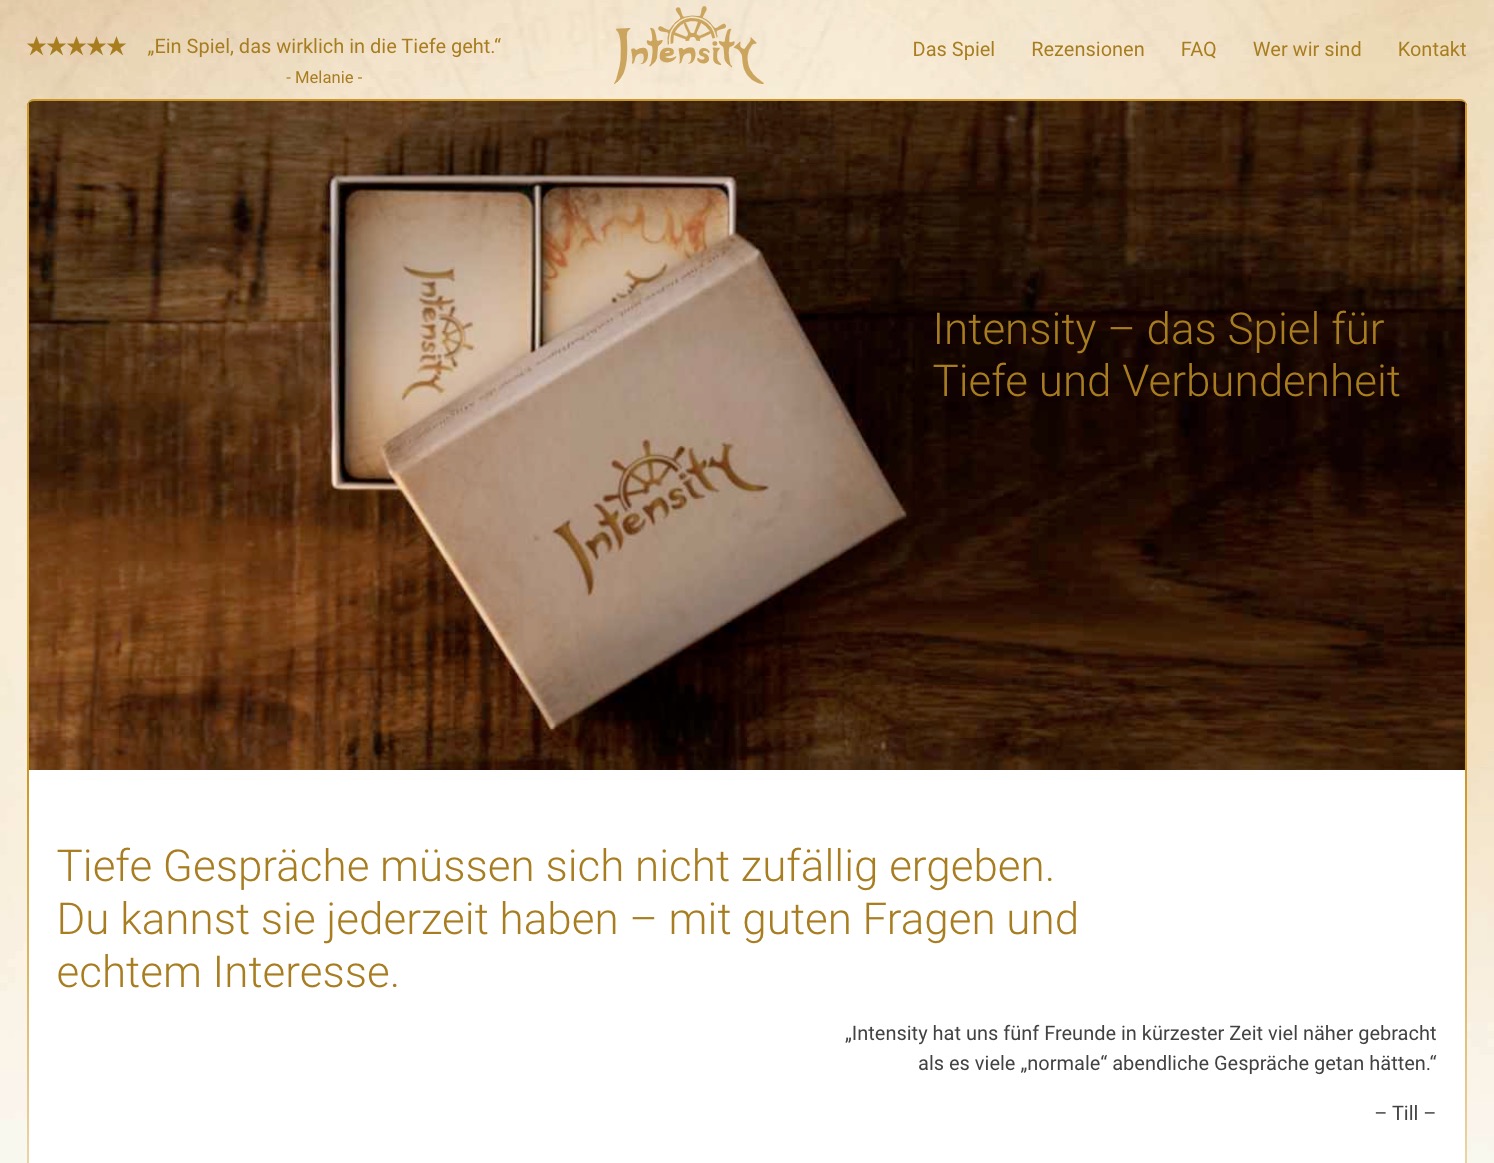 ★★★★★ „Ein Spiel, das wirklich in die Tiefe geht.“
- Melanie -
Intensity
Das Spiel Rezensionen FAQ Wer wir sind Kontakt
Intensity
Intensity
Intensity – das Spiel für
Tiefe und Verbundenheit
Tiefe Gespräche müssen sich nicht zufällig ergeben.
Du kannst sie jederzeit haben – mit guten Fragen und
echtem Interesse.
„Intensity hat uns fünf Freunde in kürzester Zeit viel näher gebracht
als es viele „normale“ abendliche Gespräche getan hätten.“
– Till –